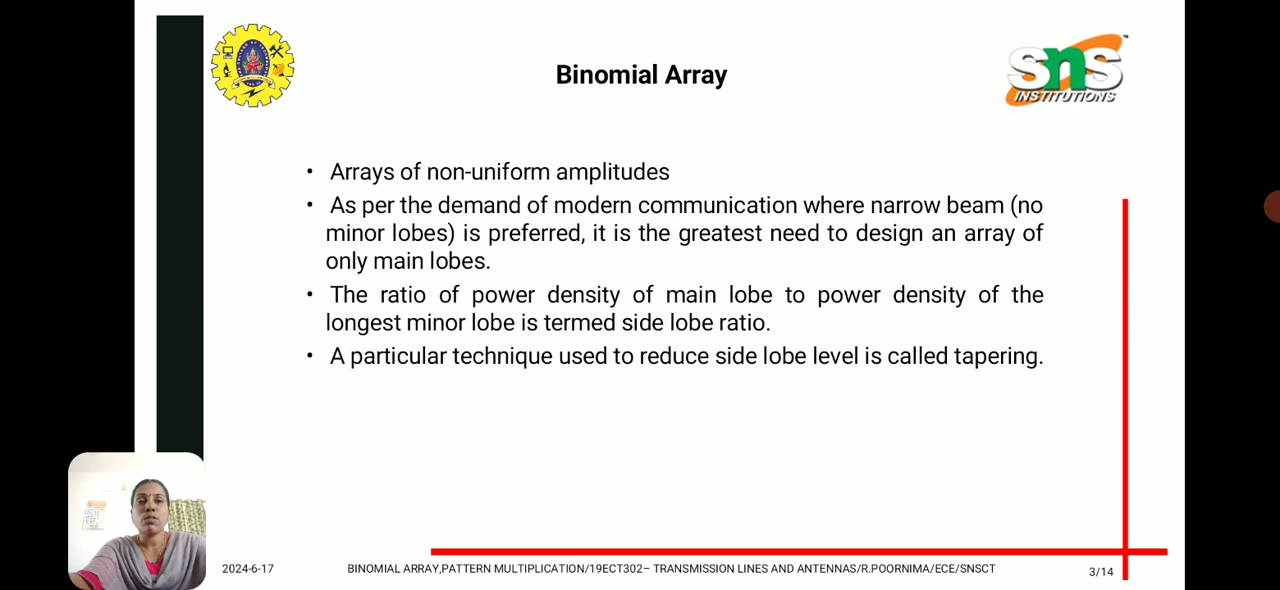 Binomial Array
SNS
INSTITUTIONS
• Arrays of non-uniform amplitudes
• As per the demand of modern communication where narrow beam (no
minor lobes) is preferred, it is the greatest need to design an array of
only main lobes.
• The ratio of power density of main lobe to power density of the
longest minor lobe is termed side lobe ratio.
• A particular technique used to reduce side lobe level is called tapering.
2024-6-17
BINOMIAL ARRAY,PATTERN MULTIPLICATION/19ECT302– TRANSMISSION LINES AND ANTENNAS/R.POORNIMA/ECE/SNSCT
3/14